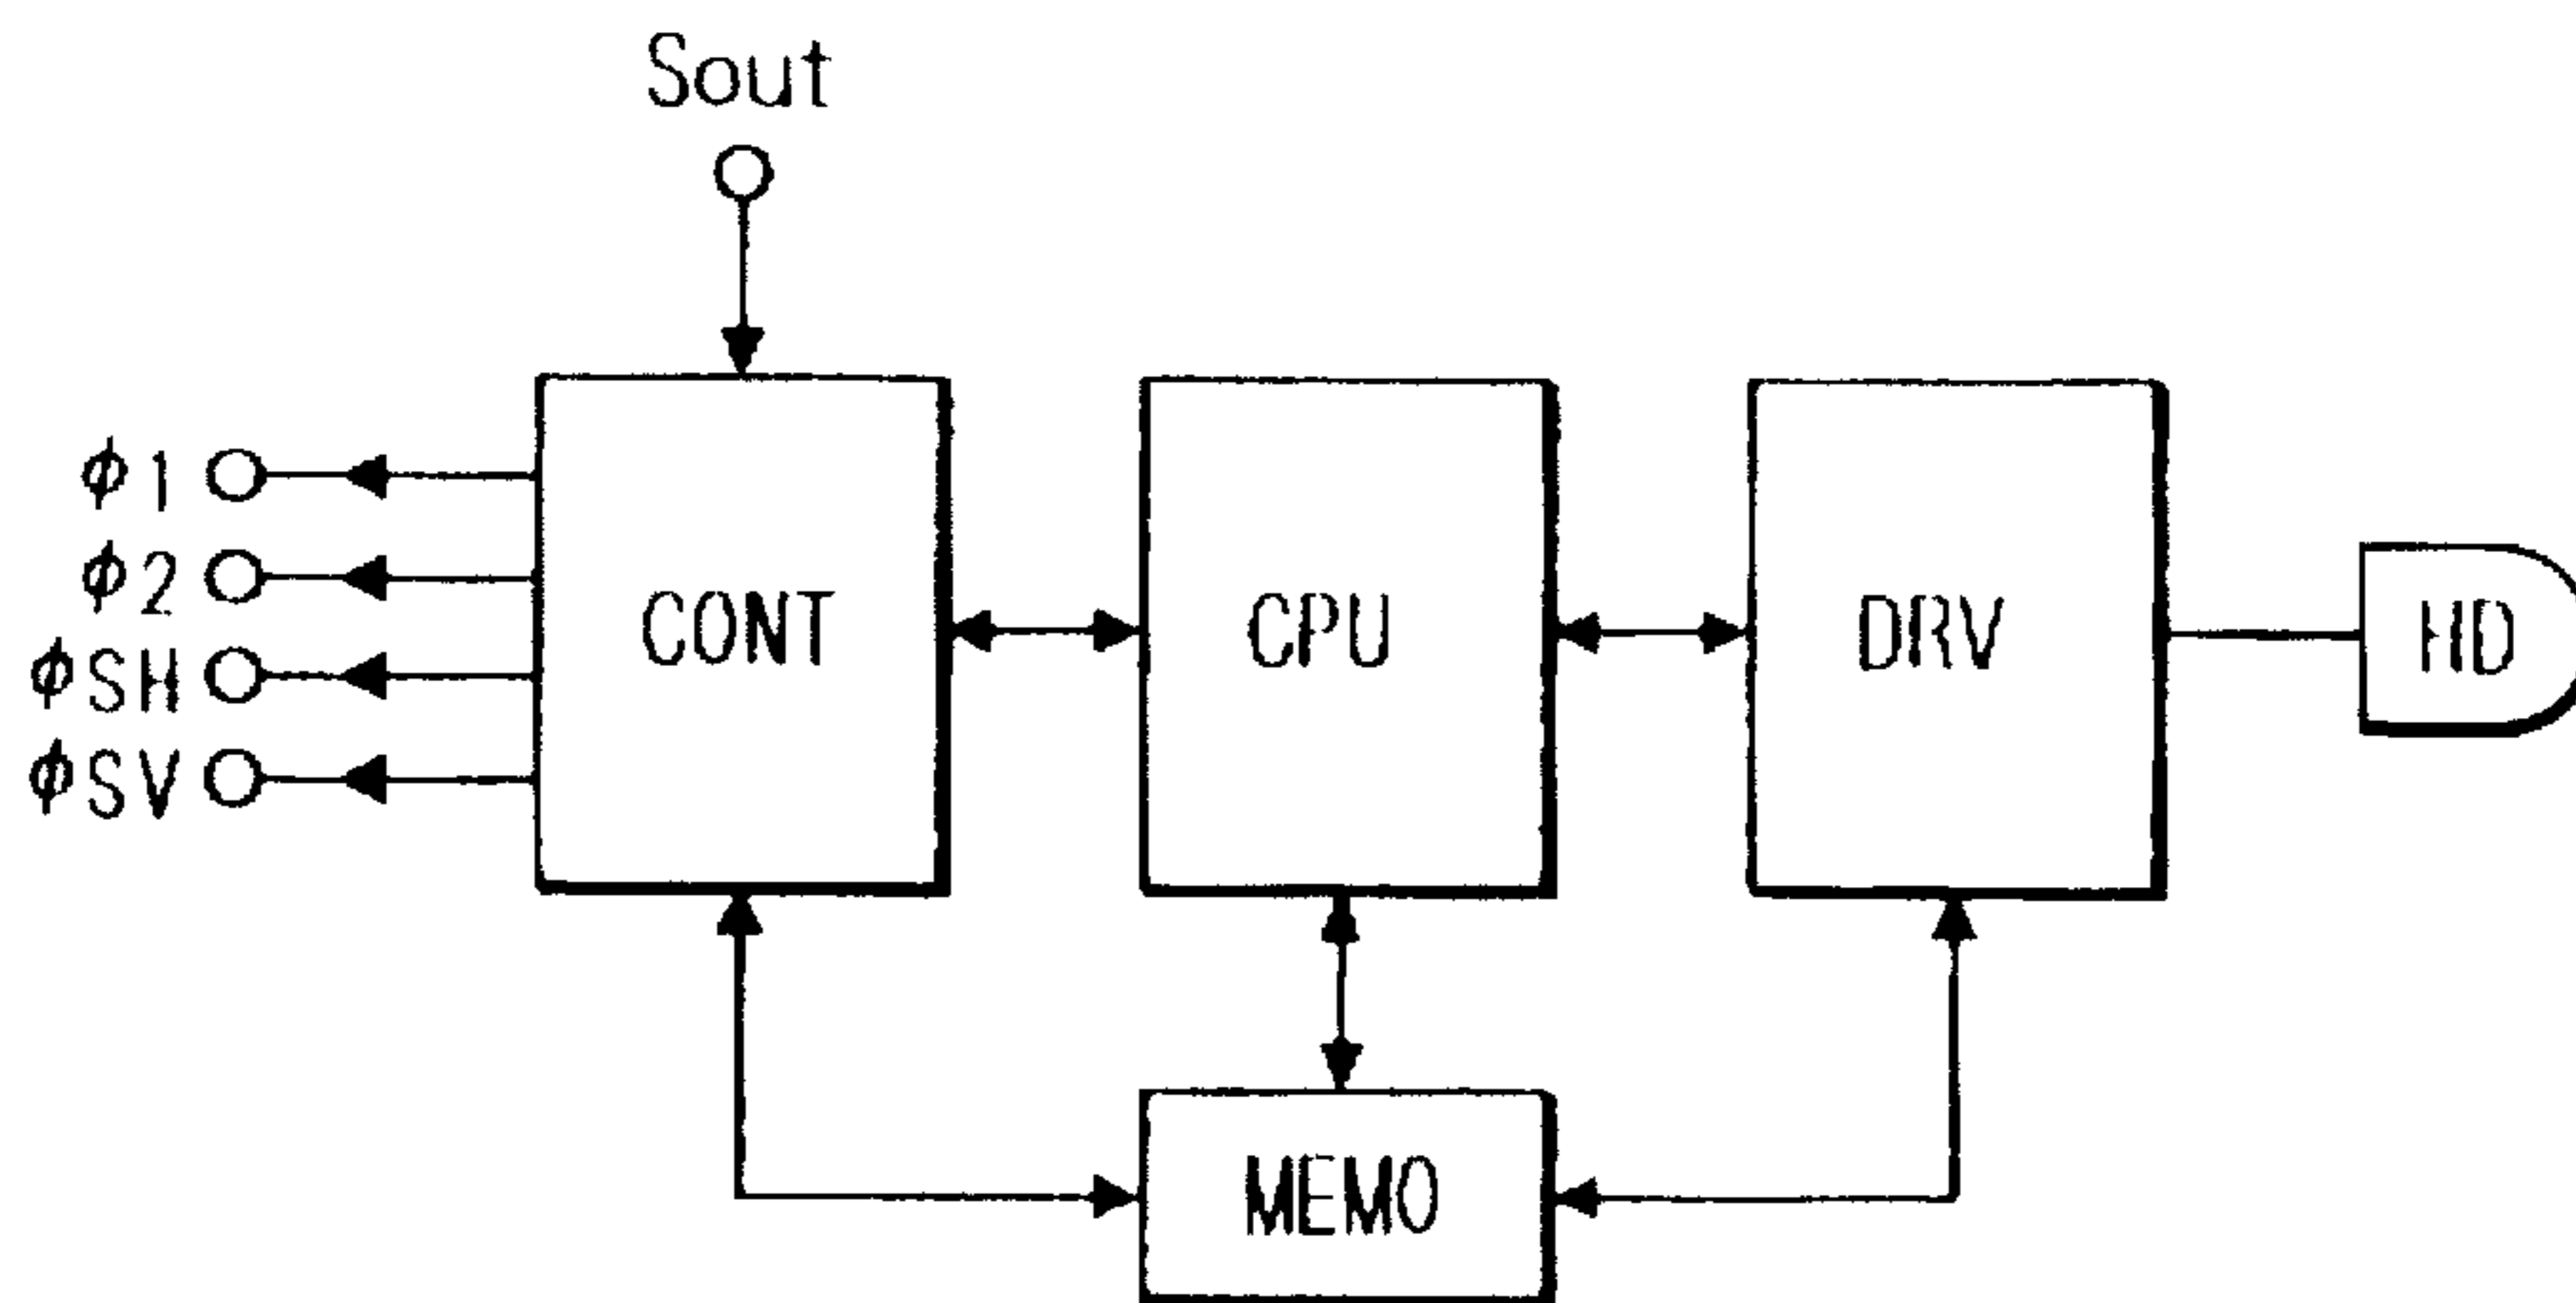 Sout
φ1
φ2
φSH
φSV
CONT
CPU
DRV
HD
MEMO